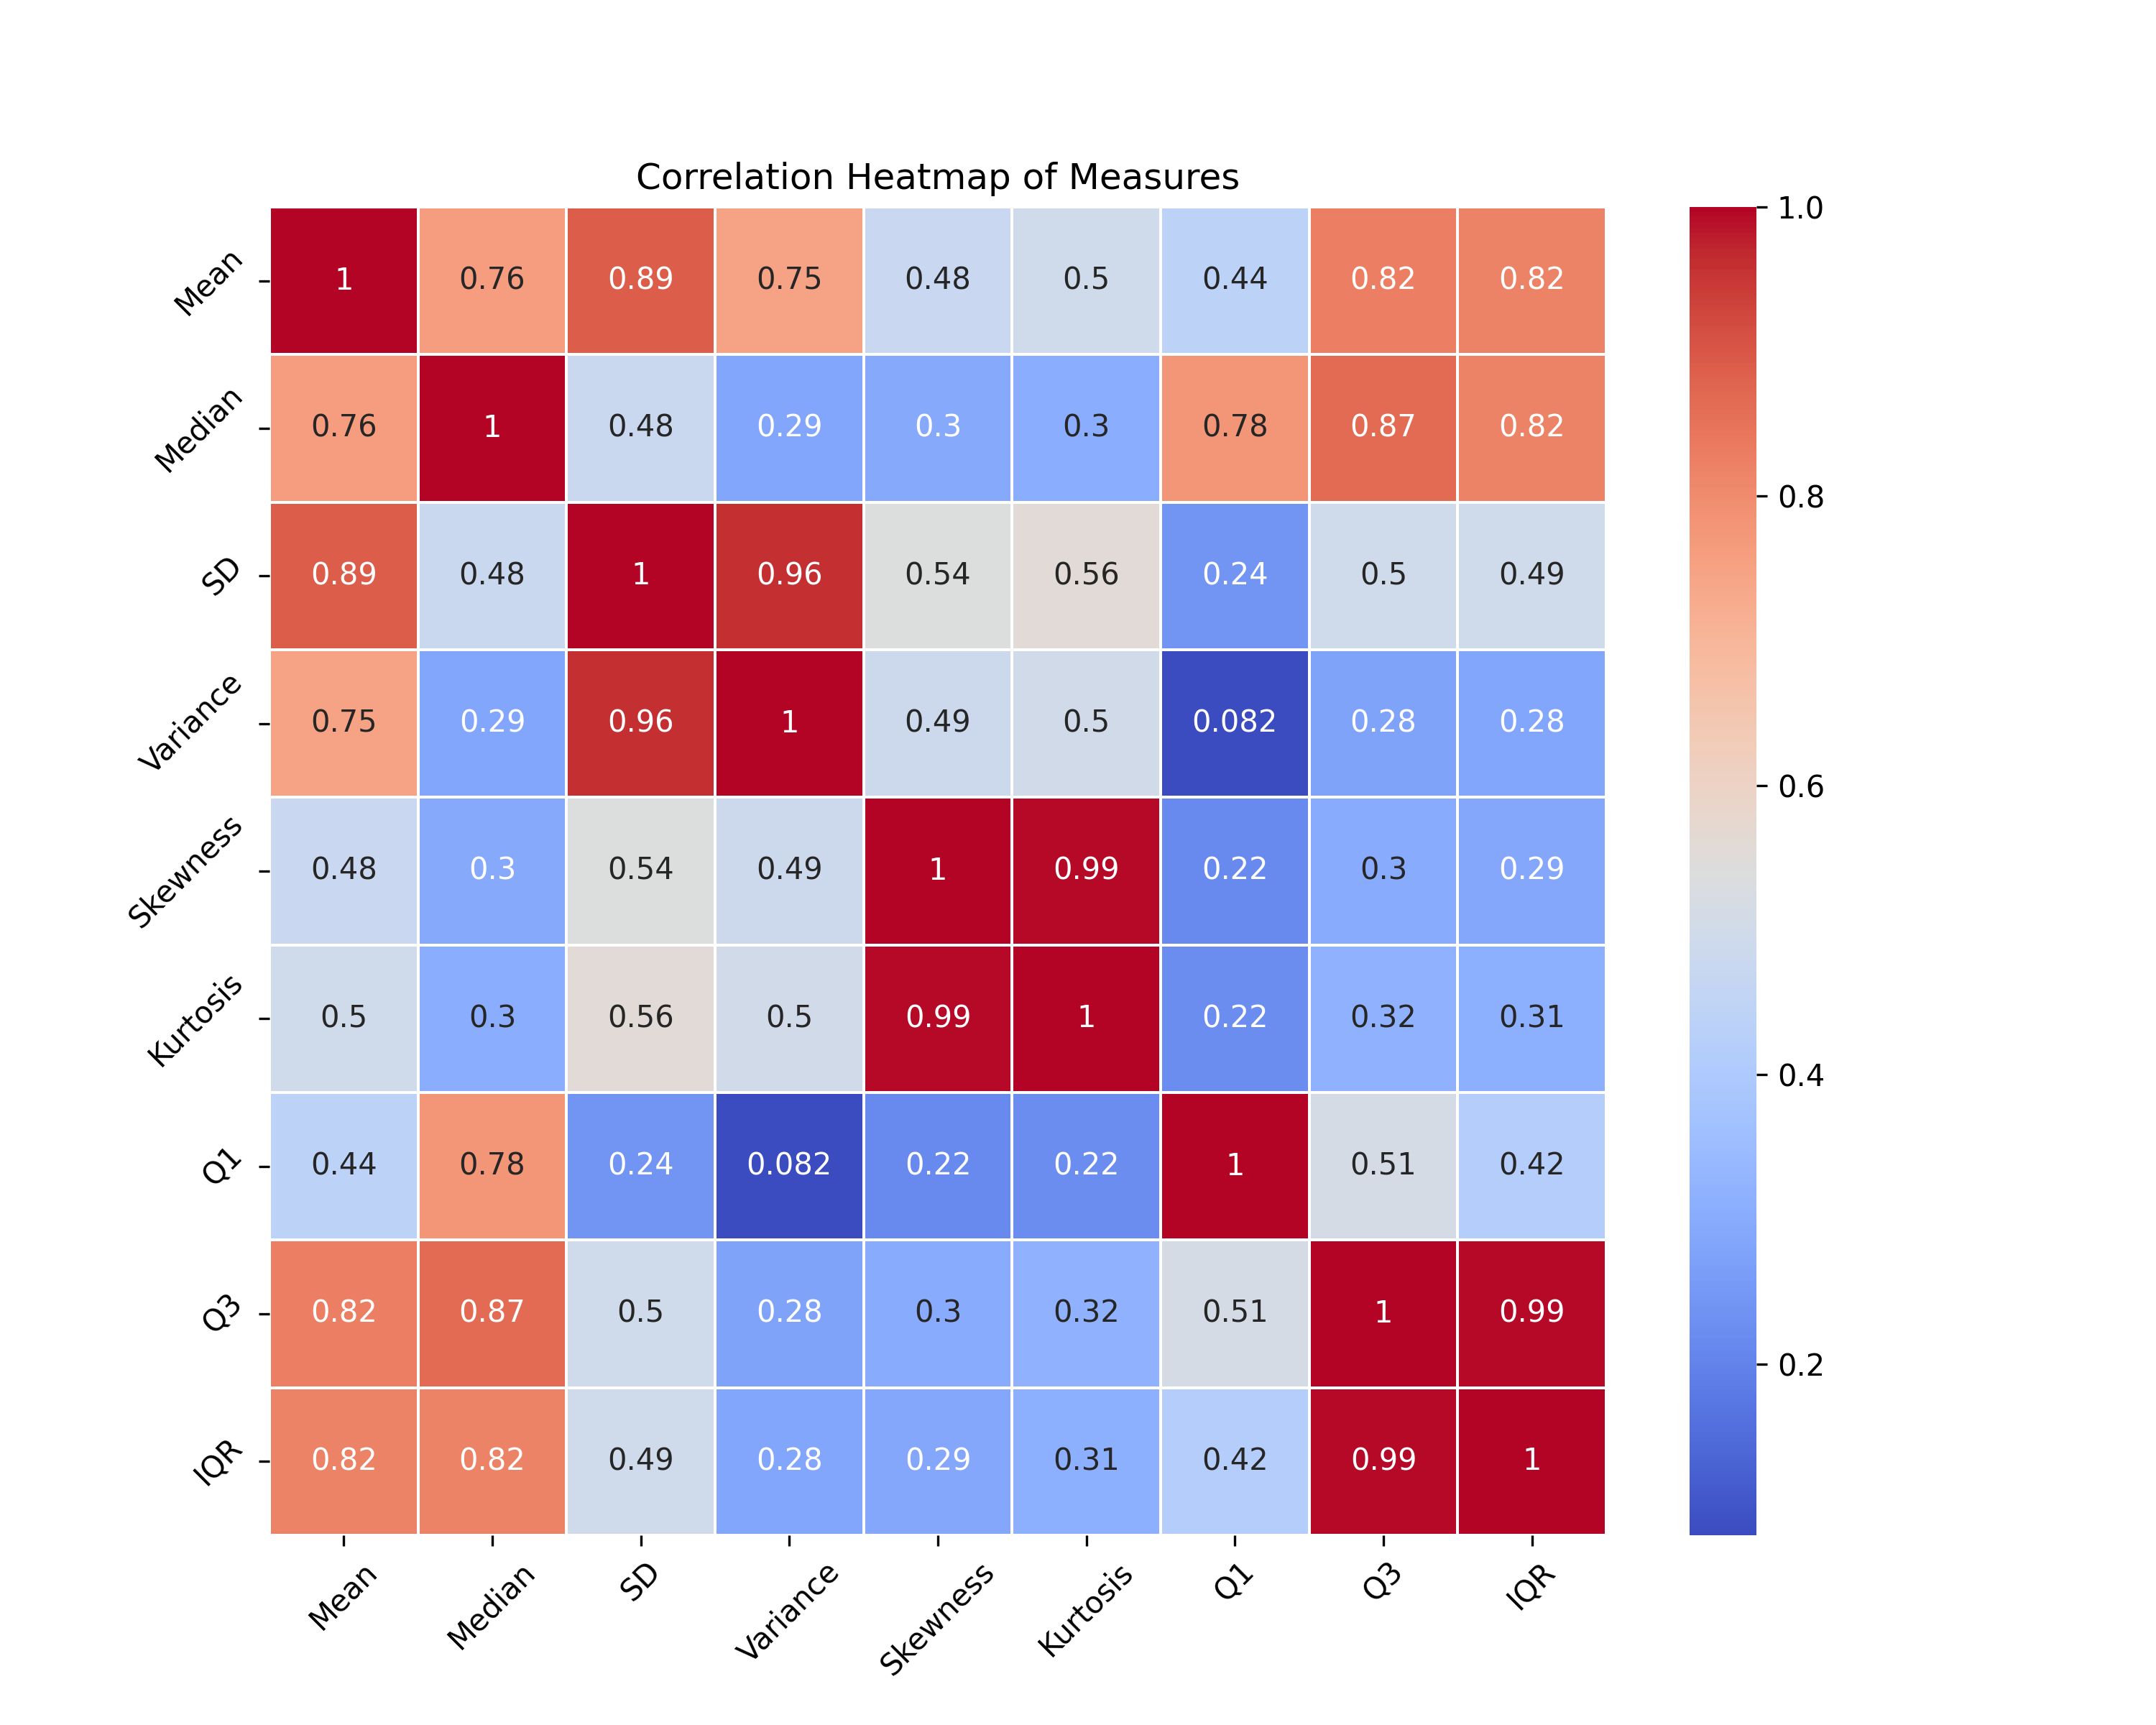 Correlation Heatmap of Measures
Mean 1 0.76 0.89 0.75 0.48 0.5 0.44 0.82 0.82
Median 0.76 1 0.48 0.29 0.3 0.3 0.78 0.87 0.82
SD 0.89 0.48 1 0.96 0.54 0.56 0.24 0.5 0.49
Variance 0.75 0.29 0.96 1 0.49 0.5 0.082 0.28 0.28
Skewness 0.48 0.3 0.54 0.49 1 0.99 0.22 0.3 0.29
Kurtosis 0.5 0.3 0.56 0.5 0.99 1 0.22 0.32 0.31
Q1 0.44 0.78 0.24 0.082 0.22 0.22 1 0.51 0.42
Q3 0.82 0.87 0.5 0.28 0.3 0.32 0.51 1 0.99
IQR 0.82 0.82 0.49 0.28 0.29 0.31 0.42 0.99 1
Mean Median SD Variance Skewness Kurtosis Q1 Q3 IQR
1.0
0.8
0.6
0.4
0.2